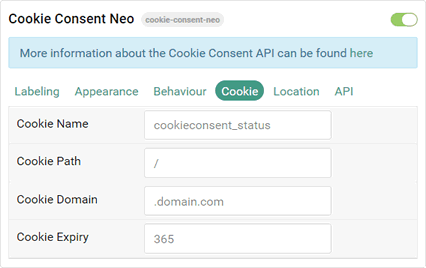 Cookie Consent Neo cookie-consent-neo
More information about the Cookie Consent API can be found here
Labeling Appearance Behaviour Cookie Location API
Cookie Name cookieconsent_status
Cookie Path /
Cookie Domain .domain.com
Cookie Expiry 365